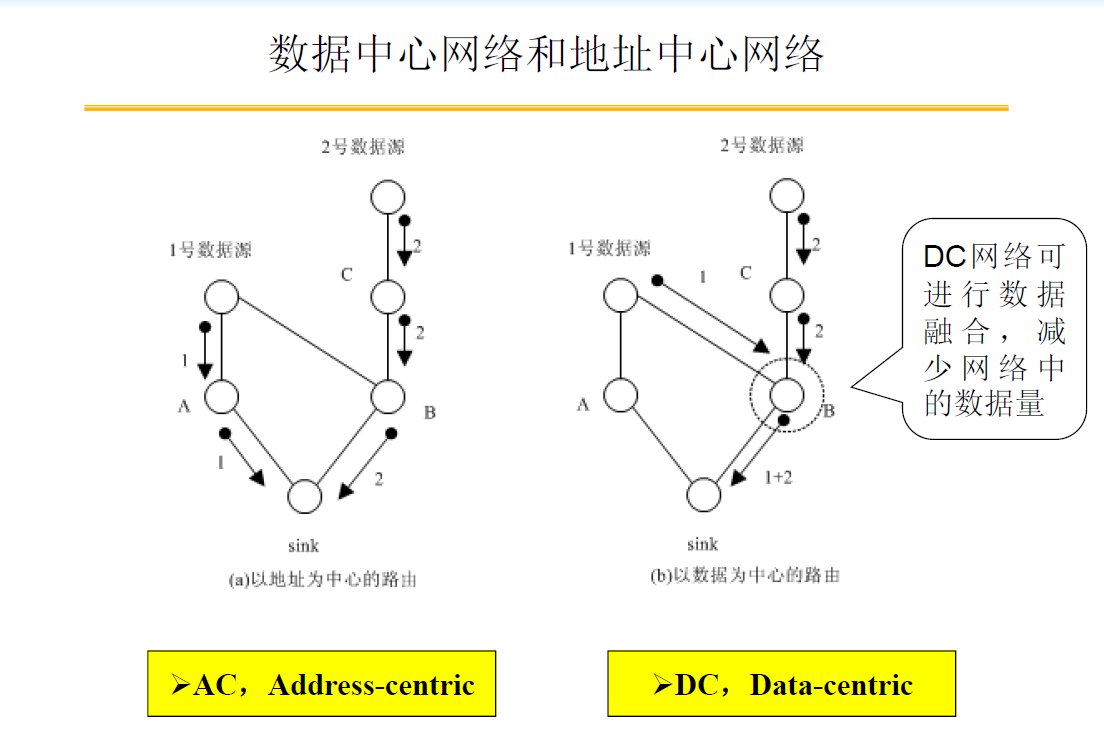 数据中心网络和地址中心网络
2号数据源
1号数据源
2
C
2
1
A
B
1
2
sink
(a)以地址为中心的路由
2号数据源
1号数据源
2
1
C
2
A
B
1+2
sink
(b)以数据为中心的路由
DC网络可
进行数据
融合，减
少网络中
的数据量
➢AC，Address-centric
➢DC，Data-centric